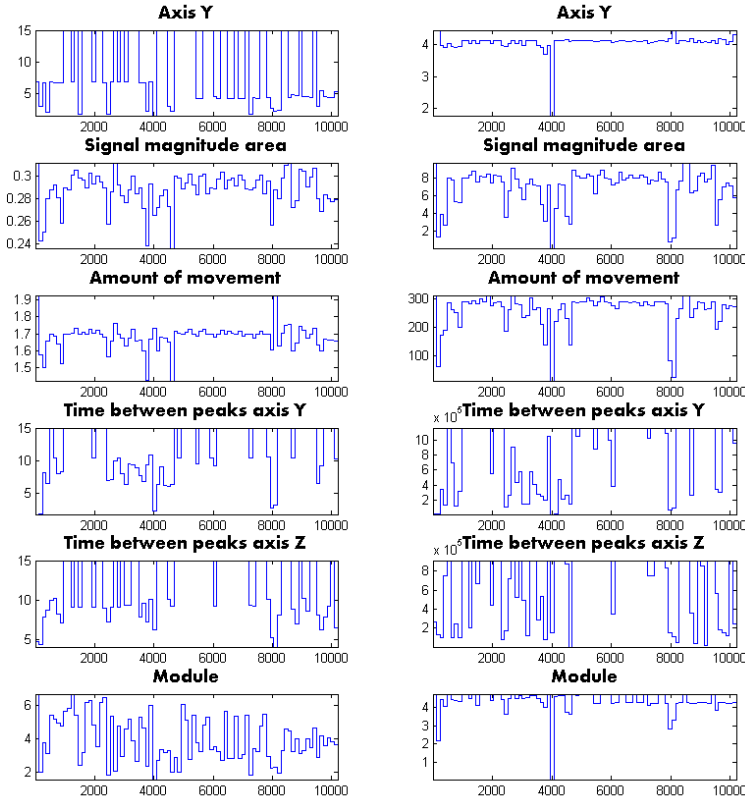 Axis Y Axis Y
15
10
5
2000 4000 6000 8000 10000
4
3
2
2000 4000 6000 8000 10000
Signal magnitude area Signal magnitude area
0.3
0.28
0.26
0.24
2000 4000 6000 8000 10000
8
6
4
2
2000 4000 6000 8000 10000
Amount of movement Amount of movement
1.9
1.8
1.7
1.6
1.5
2000 4000 6000 8000 10000
300
200
100
2000 4000 6000 8000 10000
Time between peaks axis Y x 10⁵ Time between peaks axis Y
15
10
5
2000 4000 6000 8000 10000
10
8
6
4
2
2000 4000 6000 8000 10000
Time between peaks axis Z x 10⁵ Time between peaks axis Z
15
10
5
2000 4000 6000 8000 10000
8
6
4
2
2000 4000 6000 8000 10000
Module Module
6
4
2
2000 4000 6000 8000 10000
4
3
2
1
2000 4000 6000 8000 10000